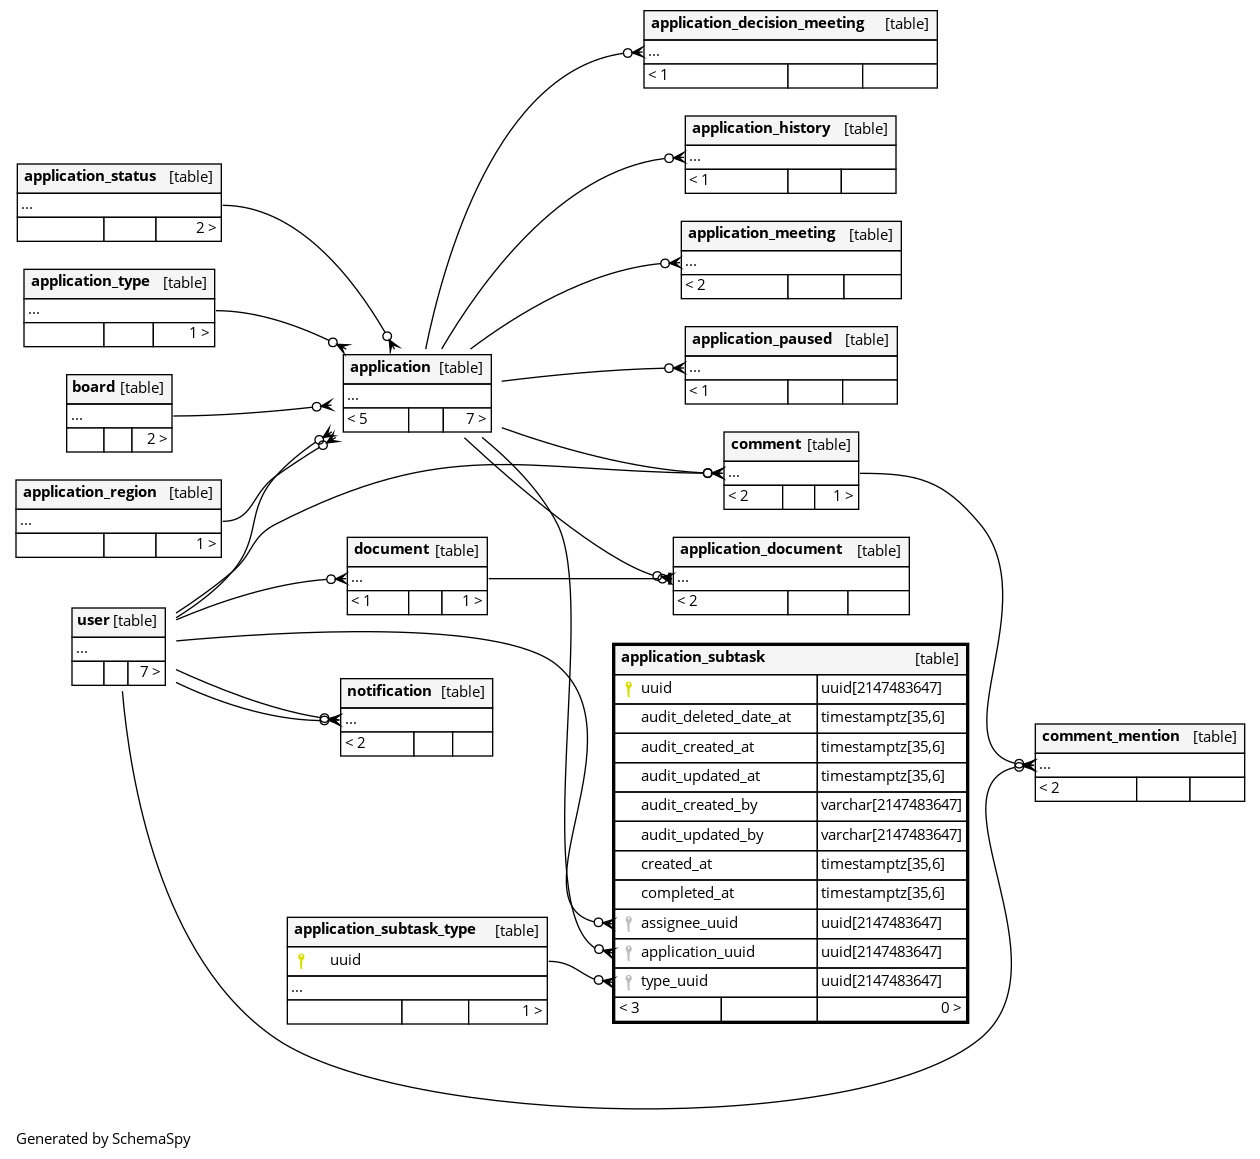 application_decision_meeting [table]
...
< 1
application_history [table]
...
< 1
application_status [table]
...
2 >
application_meeting [table]
...
< 2
application_type [table]
...
1 >
application_paused [table]
...
< 1
application [table]
...
< 5 7 >
board [table]
...
2 >
comment [table]
...
< 2 1 >
application_region [table]
...
1 >
document [table]
...
< 1 1 >
application_document [table]
...
< 2
user [table]
...
7 >
notification [table]
...
< 2
application_subtask [table]
uuid uuid[2147483647]
audit_deleted_date_at timestamptz[35,6]
audit_created_at timestamptz[35,6]
audit_updated_at timestamptz[35,6]
audit_created_by varchar[2147483647]
audit_updated_by varchar[2147483647]
created_at timestamptz[35,6]
completed_at timestamptz[35,6]
assignee_uuid uuid[2147483647]
application_uuid uuid[2147483647]
type_uuid uuid[2147483647]
< 3 0 >
comment_mention [table]
...
< 2
application_subtask_type [table]
uuid
...
1 >
Generated by SchemaSpy